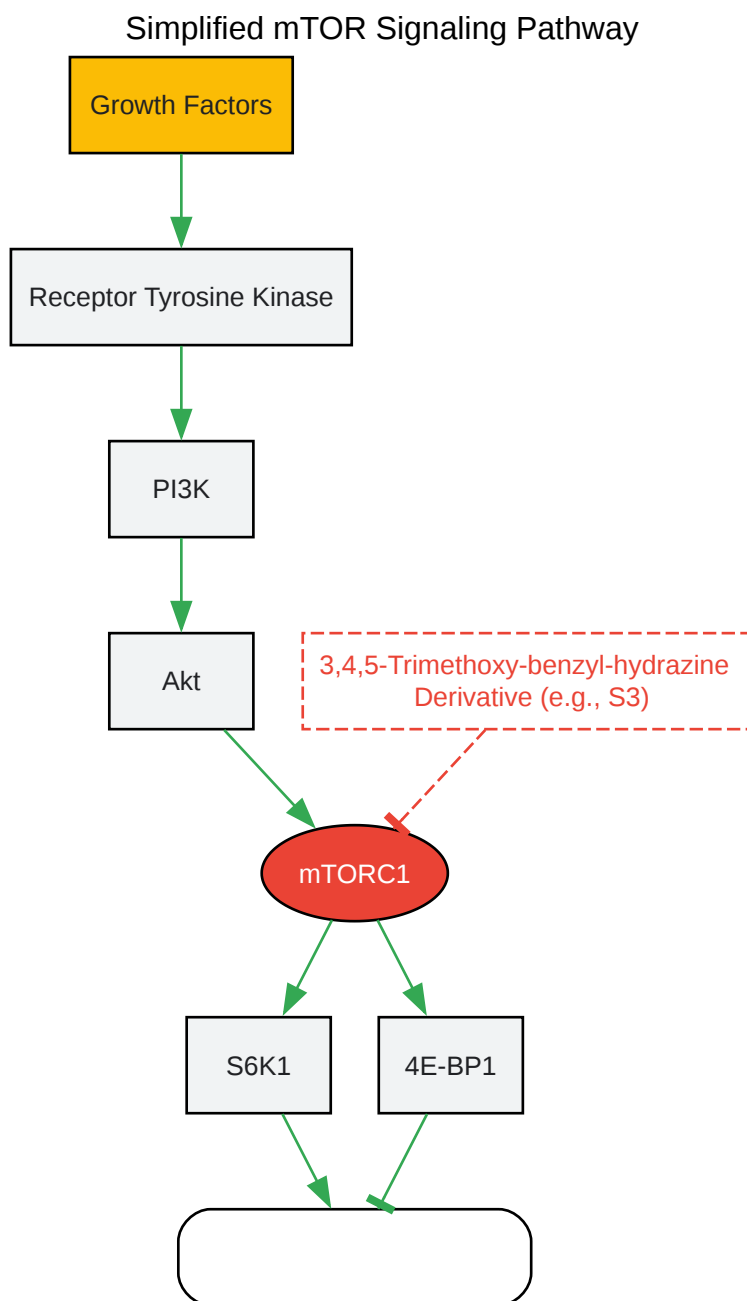 Simplified mTOR Signaling Pathway
Growth Factors
Receptor Tyrosine Kinase
PI3K
Akt
3,4,5-Trimethoxy-benzyl-hydrazine
Derivative (e.g., S3)
mTORC1
S6K1
4E-BP1